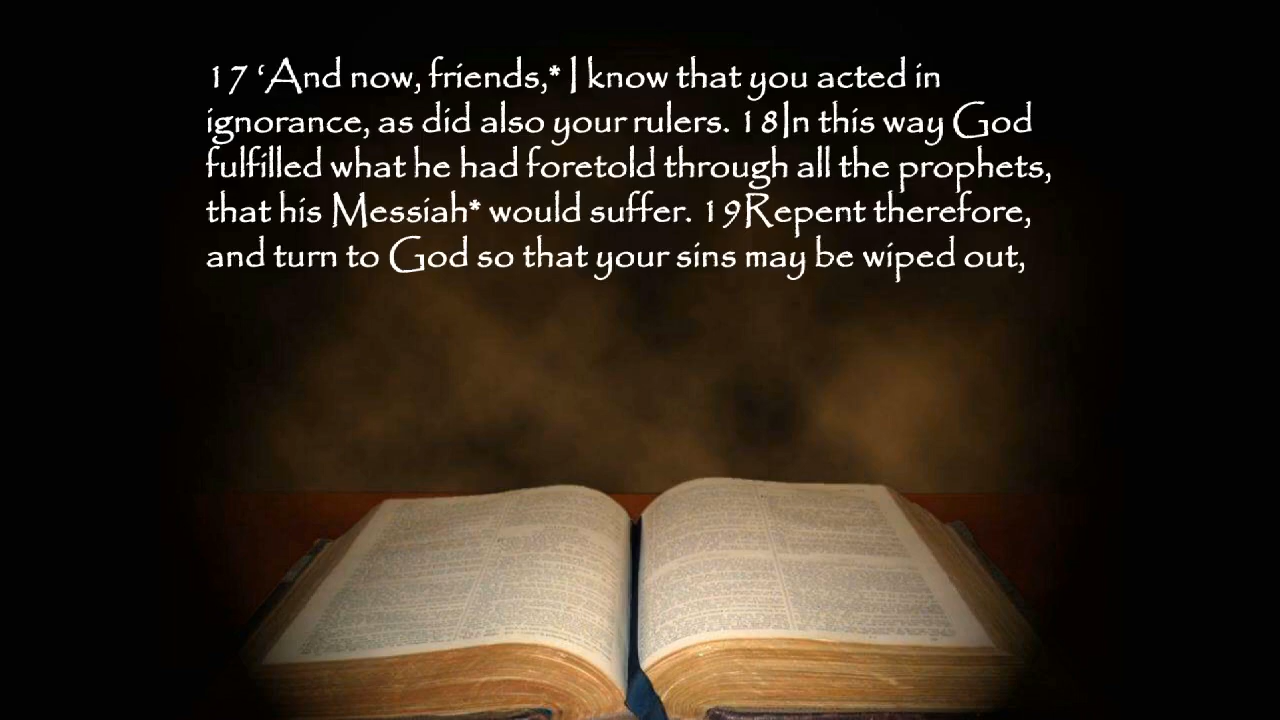 17 ‘And now, friends,* I know that you acted in
ignorance, as did also your rulers. 18In this way God
fulfilled what he had foretold through all the prophets,
that his Messiah* would suffer. 19Repent therefore,
and turn to God so that your sins may be wiped out,